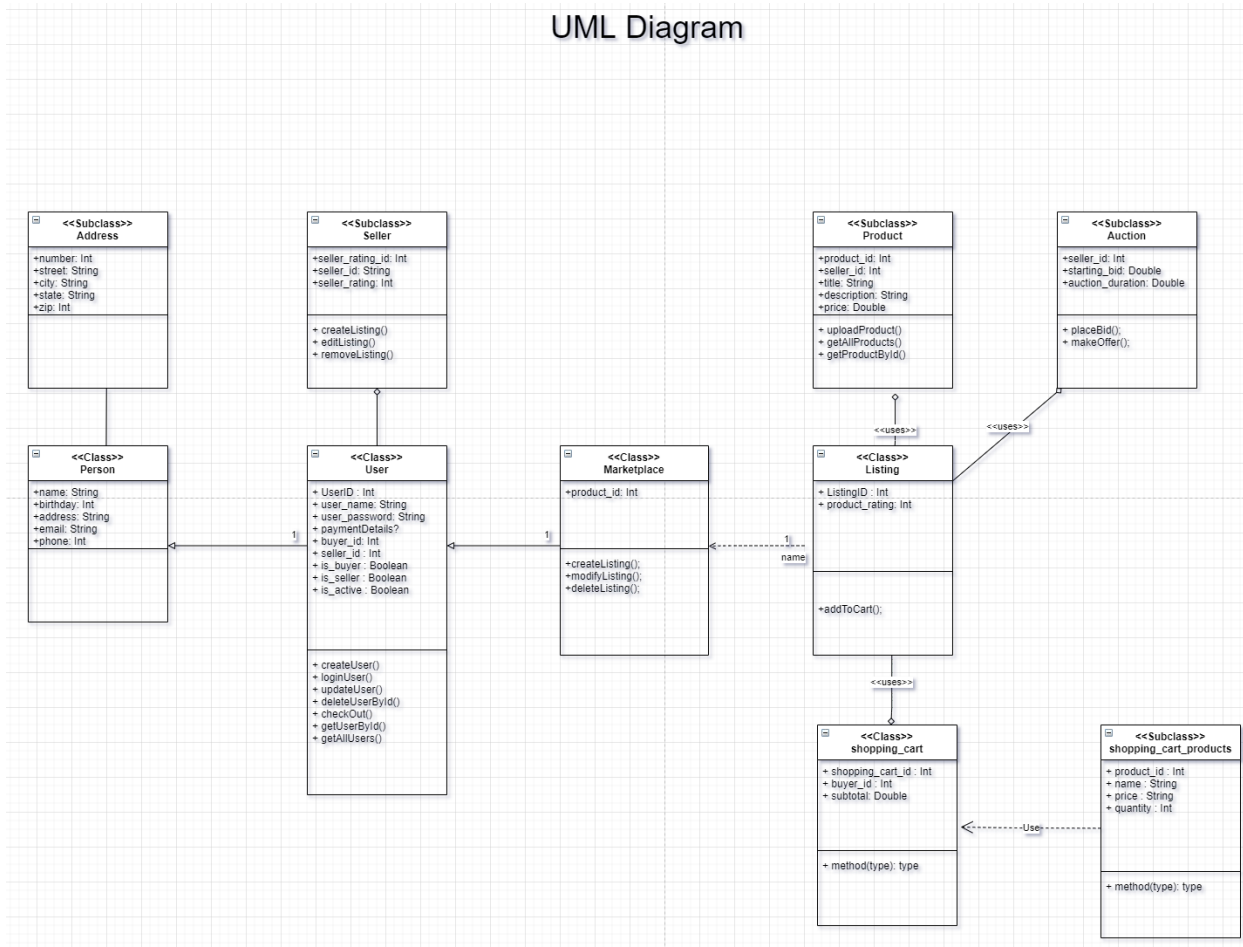 UML Diagram
<<Subclass>>
Address
+number: Int
+street: String
+city: String
+state: String
+zip: Int
<<Subclass>>
Seller
+seller_rating_id: Int
+seller_id: String
+seller_rating: Int
+ createListing()
+ editListing()
+ removeListing()
<<Subclass>>
Product
+product_id: Int
+seller_id: Int
+title: String
+description: String
+price: Double
+ uploadProduct()
+ getAllProducts()
+ getProductById()
<<Subclass>>
Auction
+seller_id: Int
+starting_bid: Double
+auction_duration: Double
+ placeBid();
+ makeOffer();
<<uses>>
<<uses>>
<<Class>>
Person
+name: String
+birthday: Int
+address: String
+email: String
+phone: Int
1
<<Class>>
User
+ UserID : Int
+ user_name: String
+ user_password: String
+ paymentDetails?
+ buyer_id: Int
+ seller_id : Int
+ is_buyer : Boolean
+ is_seller : Boolean
+ is_active : Boolean
+ createUser()
+ loginUser()
+ updateUser()
+ deleteUserById()
+ checkOut()
+ getUserById()
+ getAllUsers()
1
<<Class>>
Marketplace
+product_id: Int
+createListing();
+modifyListing();
+deleteListing();
1
name
<<Class>>
Listing
+ ListingID : Int
+ product_rating: Int
+addToCart();
<<uses>>
<<Class>>
shopping_cart
+ shopping_cart_id : Int
+ buyer_id : Int
+ subtotal: Double
+ method(type): type
Use
<<Subclass>>
shopping_cart_products
+ product_id : Int
+ name : String
+ price : String
+ quantity : Int
+ method(type): type